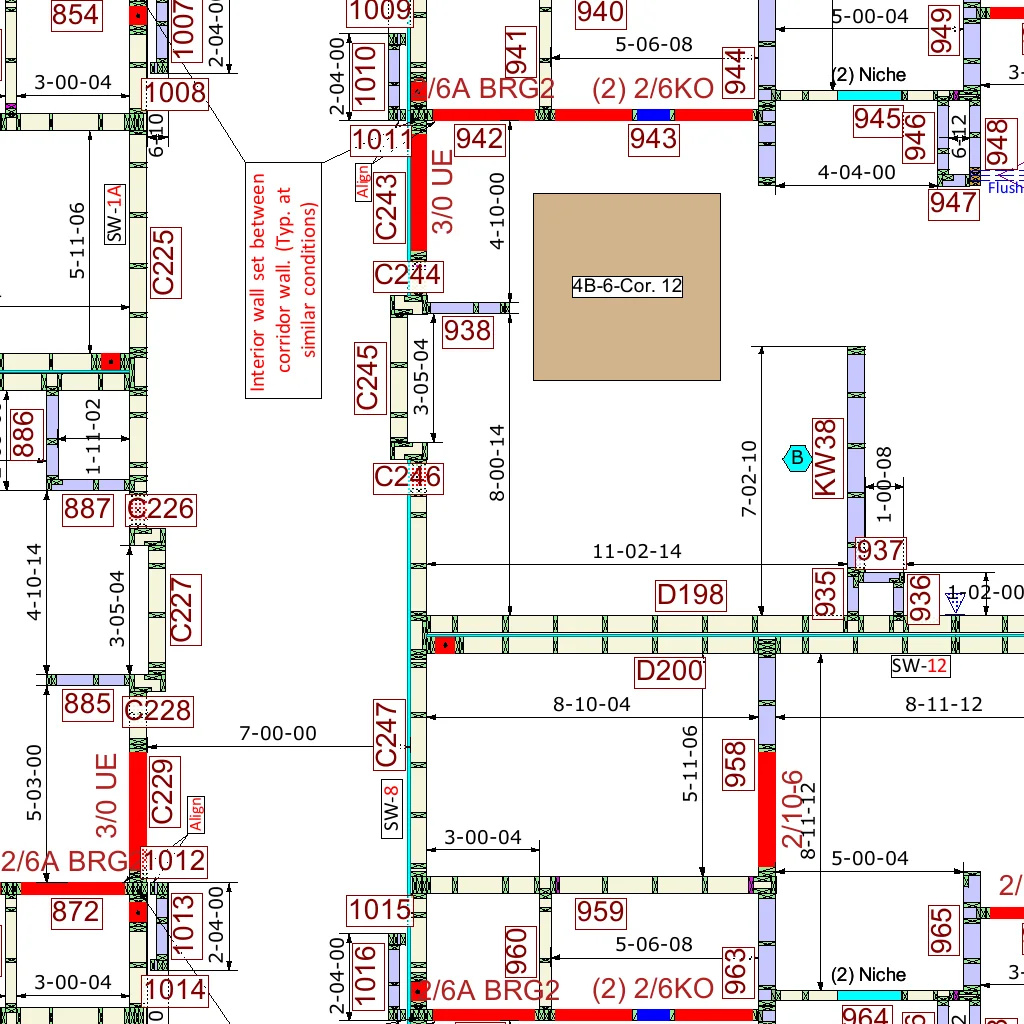 854
1007
2-04-00
1009
940
5-00-04
949
3-00-04
1008
1010
2-04-00
941
5-06-08
944
(2) Niche
/6A BRG2
(2) 2/6KO
6-10
1011
942
943
945
946
6-12
948
4-04-00
Flush
947
SW-1A
5-11-06
C225
Interior wall set between
corridor wall. (Typ. at
similar conditions)
Align
C243
3/0 UE
4-10-00
C244
4B-6-Cor. 12
938
C245
3-05-04
886
1-11-02
8-00-14
7-02-10
B
KW38
1-00-08
C246
887
C226
4-10-14
3-05-04
C227
11-02-14
937
935
936
1-02-00
D198
885
C228
D200
SW-12
7-00-00
C247
8-10-04
8-11-12
5-03-00
3/0 UE
C229
Align
SW-8
5-11-06
958
2/10-6
8-11-12
3-00-04
2/6A BRG
1012
5-00-04
872
1013
2-04-00
1015
959
2/
965
960
5-06-08
963
3-00-04
1014
1016
2-04-00
2/6A BRG2
(2) 2/6KO
(2) Niche
964